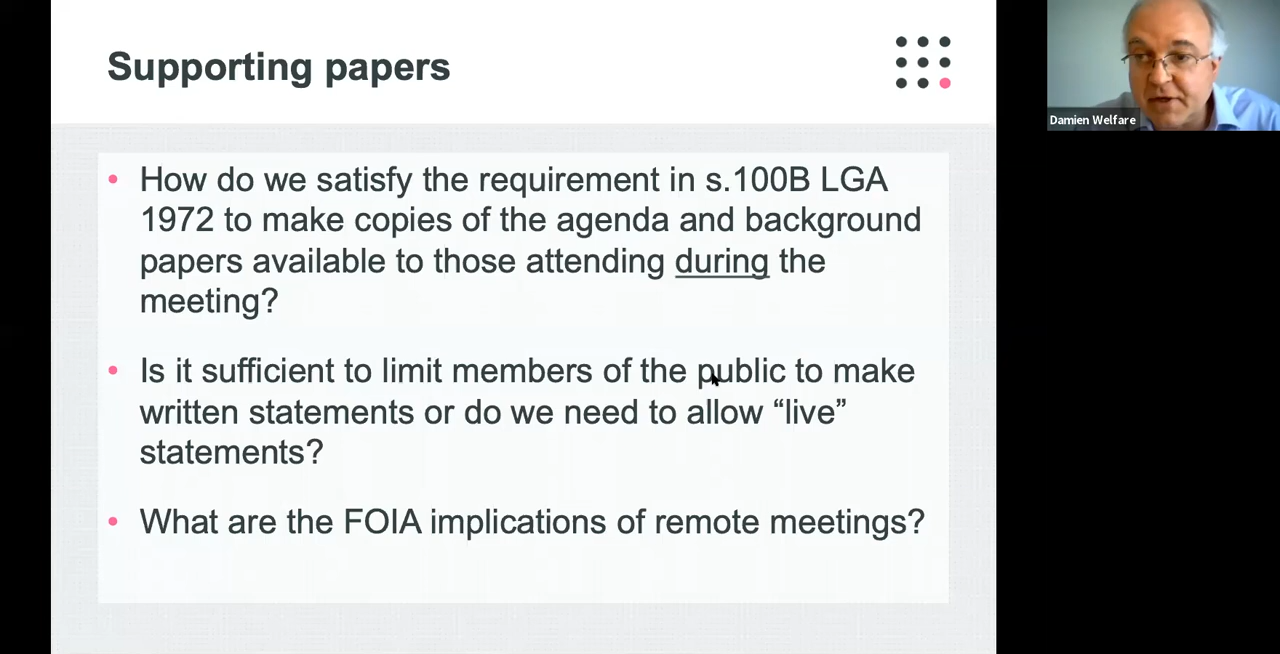 Supporting papers
Damien Welfare
• How do we satisfy the requirement in s.100B LGA
1972 to make copies of the agenda and background
papers available to those attending during the
meeting?
• Is it sufficient to limit members of the public to make
written statements or do we need to allow “live”
statements?
• What are the FOIA implications of remote meetings?